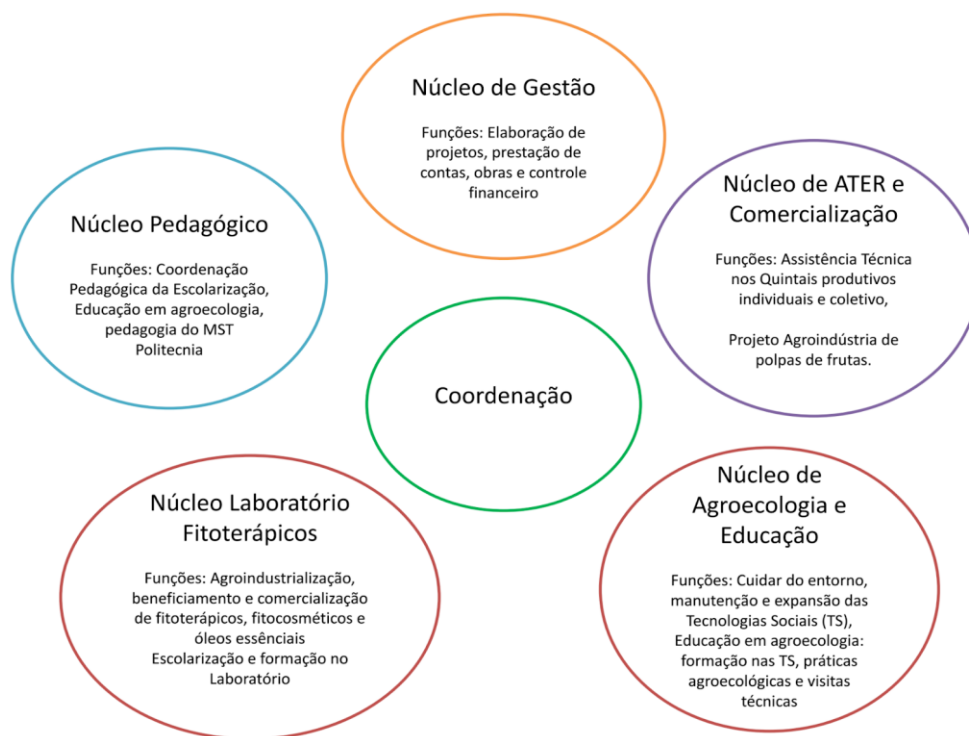 Núcleo de Gestão
Funções: Elaboração de
projetos, prestação de
contas, obras e controle
financeiro
Núcleo Pedagógico
Funções: Coordenação
Pedagógica da Escolarização,
Educação em agroecologia,
pedagogia do MST
Politecnia
Núcleo de ATER e
Comercialização
Funções: Assistência Técnica
nos Quintais produtivos
individuais e coletivo,
Projeto Agroindústria de
polpas de frutas.
Coordenação
Núcleo Laboratório
Fitoterápicos
Funções: Agroindustrialização,
beneficiamento e comercialização
de fitoterápicos, fitocosméticos e
óleos essênciais
Escolarização e formação no
Laboratório
Núcleo de
Agroecologia e
Educação
Funções: Cuidar do entorno,
manutenção e expansão das
Tecnologias Sociais (TS),
Educação em agroecologia:
formação nas TS, práticas
agroecológicas e visitas
técnicas